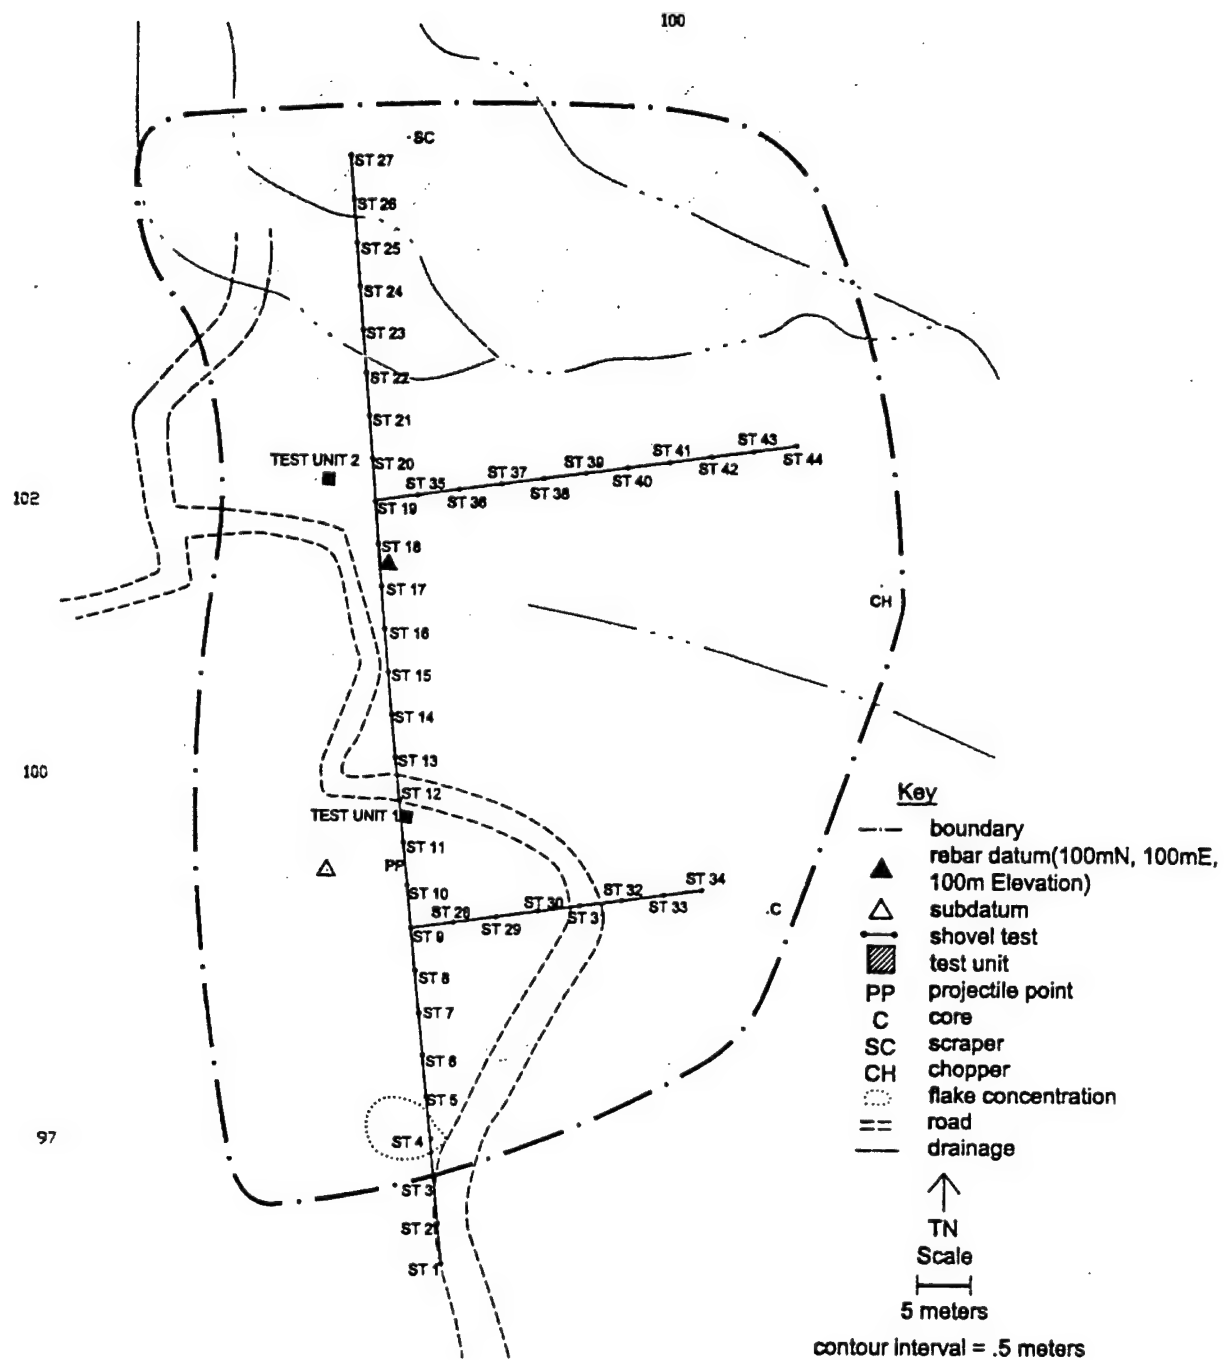 100
SC
ST 27
ST 26
ST 25
ST 24
ST 23
ST 22
ST 21
ST 43
ST 41
TEST UNIT 2
ST 20
ST 44
ST 42
ST 39
ST 37
ST 40
ST 38
ST 35
102
ST 36
ST 19
ST 18
ST 17
CH
ST 16
ST 15
ST 14
ST 13
100
ST 12
TEST UNIT 1
ST 11
PP
ST 10
ST 34
ST 32
ST 33
ST 30
ST 28
ST 3
ST 29
C
ST 9
ST 8
ST 7
ST 6
ST 5
97
ST 4
ST 3
ST 2
ST 1
Key
boundary
rebar datum(100mN, 100mE,
100m Elevation)
subdatum
shovel test
test unit
PP projectile point
C core
SC scraper
CH chopper
flake concentration
road
drainage
TN
Scale
5 meters
contour interval = .5 meters